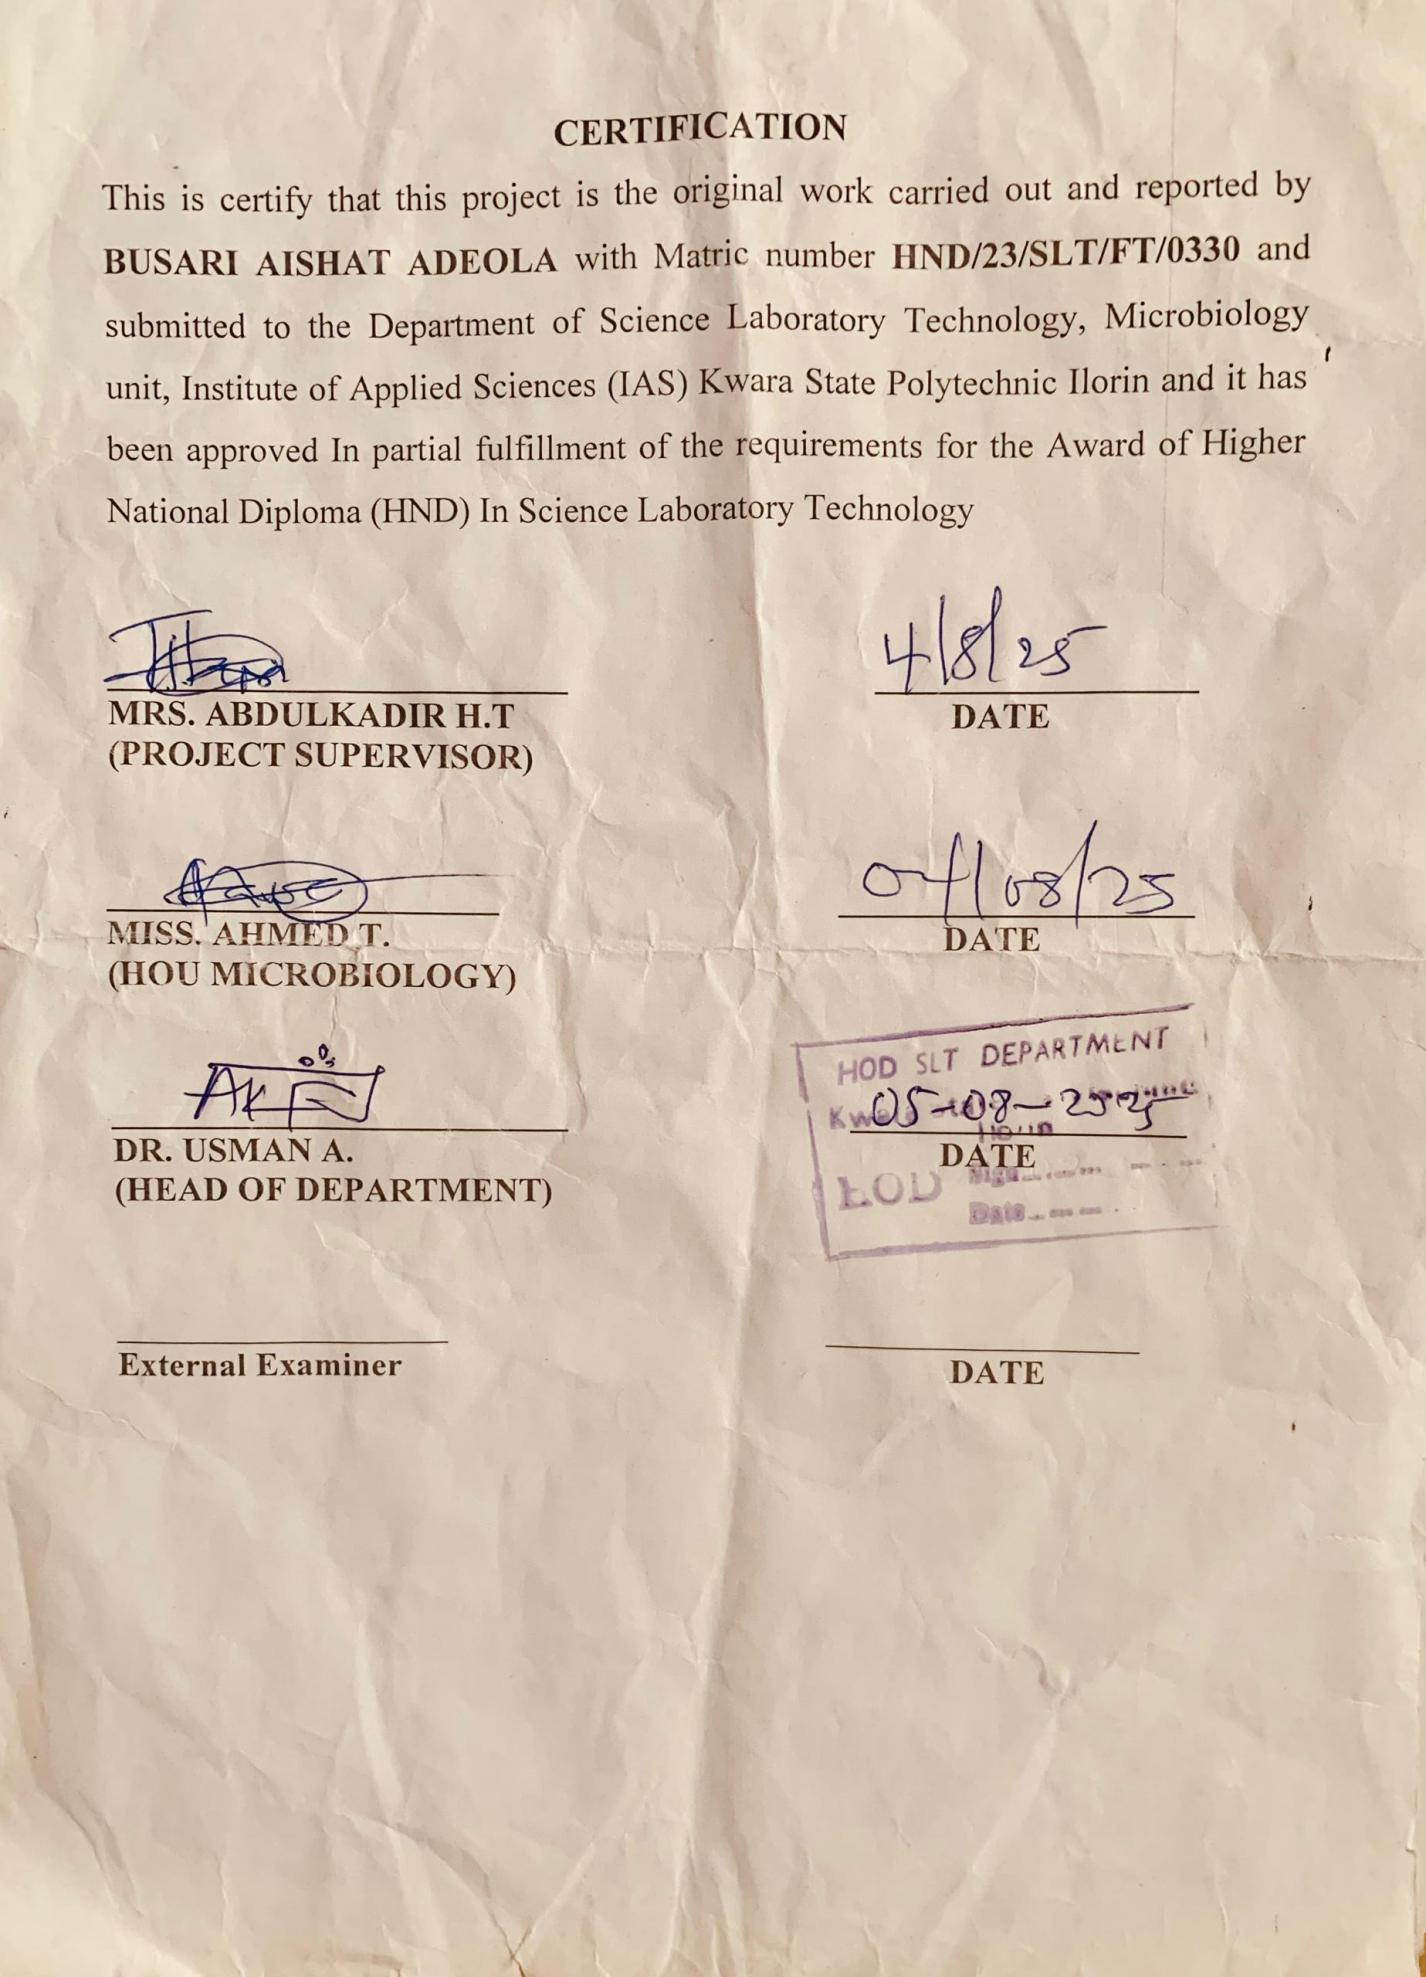 CERTIFICATION
This is certify that this project is the original work carried out and reported by
BUSARI AISHAT ADEOLA with Matric number HND/23/SLT/FT/0330 and
submitted to the Department of Science Laboratory Technology, Microbiology
unit, Institute of Applied Sciences (IAS) Kwara State Polytechnic Ilorin and it has
been approved In partial fulfillment of the requirements for the Award of Higher
National Diploma (HND) In Science Laboratory Technology
4/8/25
MRS. ABDULKADIR H.T
DATE
(PROJECT SUPERVISOR)
04/08/25
MISS. AHMED T.
DATE
(HOU MICROBIOLOGY)
HOD SLT DEPARTMENT
05-08-2025
DR. USMAN A.
DATE
(HEAD OF DEPARTMENT)
HOD
Date
External Examiner
DATE